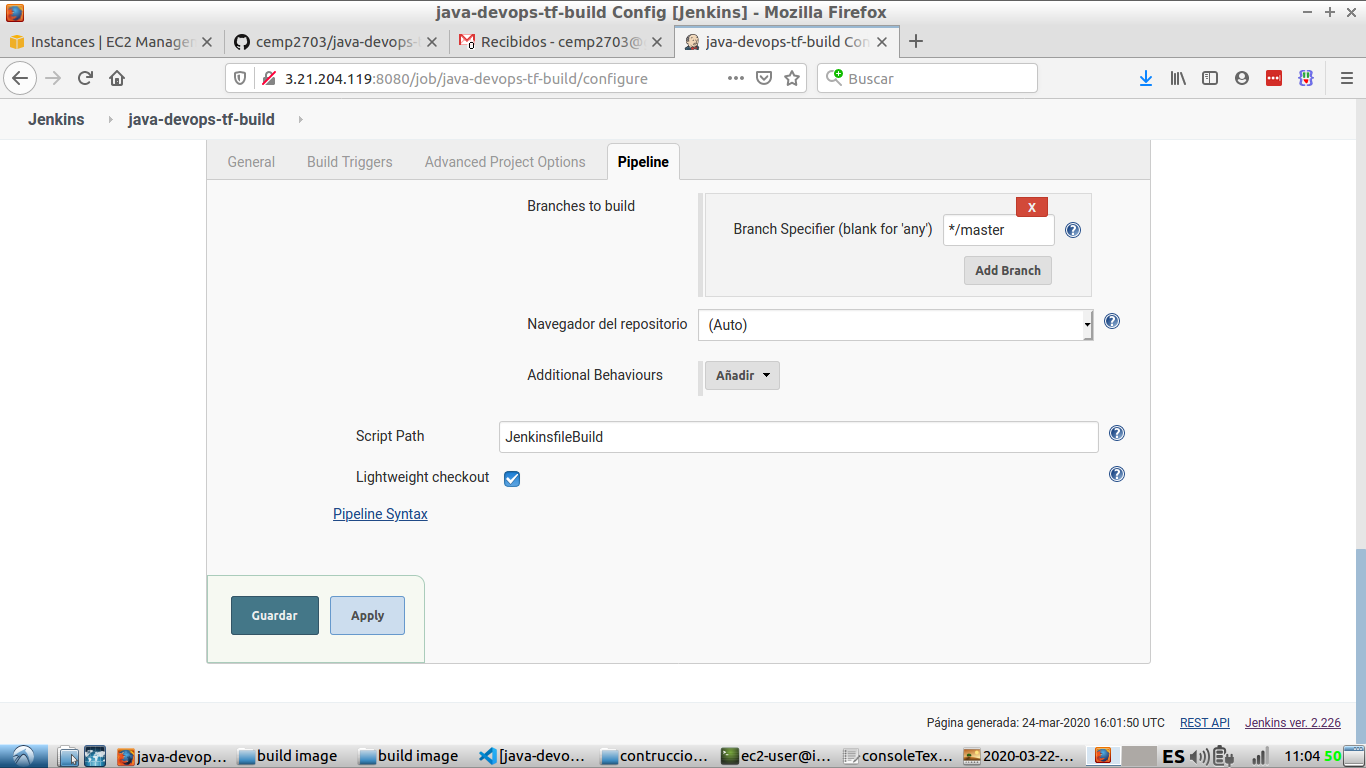 java-devops-tf-build Config [Jenkins] - Mozilla Firefox
Instances | EC2 Manager
cemp2703/java-devops-
Recibidos - cemp2703@
java-devops-tf-build Con
3.21.204.119:8080/job/java-devops-tf-build/configure
Buscar
Jenkins
java-devops-tf-build
General
Build Triggers
Advanced Project Options
Pipeline
Branches to build
X
Branch Specifier (blank for 'any')
*/master
Add Branch
Navegador del repositorio
(Auto)
Additional Behaviours
Añadir
Script Path
JenkinsfileBuild
Lightweight checkout
Pipeline Syntax
Guardar
Apply
Página generada: 24-mar-2020 16:01:50 UTC
REST API
Jenkins ver. 2.226
java-devop...
build image
build image
[java-devo...
contruccio...
ec2-user@i...
consoleTex...
2020-03-22-...
ES
11:04
50